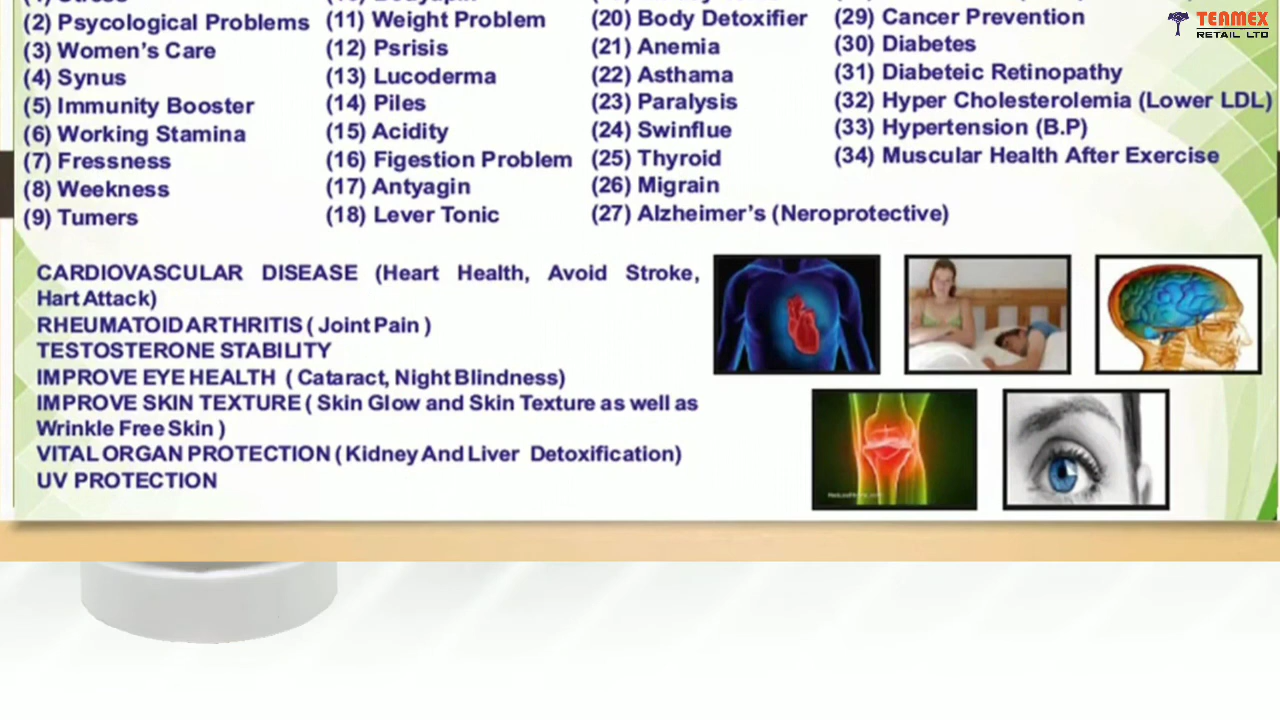 TEAMEX
RETAIL LTD
(2) Psycological Problems
(3) Women's Care
(4) Synus
(5) Immunity Booster
(6) Working Stamina
(7) Fressness
(8) Weekness
(9) Tumers
(11) Weight Problem
(12) Psrisis
(13) Lucoderma
(14) Piles
(15) Acidity
(16) Figestion Problem
(17) Antyagin
(18) Lever Tonic
(20) Body Detoxifier
(21) Anemia
(22) Asthama
(23) Paralysis
(24) Swinflue
(25) Thyroid
(26) Migrain
(27) Alzheimer's (Neroprotective)
(29) Cancer Prevention
(30) Diabetes
(31) Diabeteic Retinopathy
(32) Hyper Cholesterolemia (Lower LDL)
(33) Hypertension (B.P)
(34) Muscular Health After Exercise
CARDIOVASCULAR DISEASE (Heart Health, Avoid Stroke,
Hart Attack)
RHEUMATOID ARTHRITIS ( Joint Pain )
TESTOSTERONE STABILITY
IMPROVE EYE HEALTH ( Cataract, Night Blindness)
IMPROVE SKIN TEXTURE ( Skin Glow and Skin Texture as well as
Wrinkle Free Skin )
VITAL ORGAN PROTECTION ( Kidney And Liver Detoxification)
UV PROTECTION